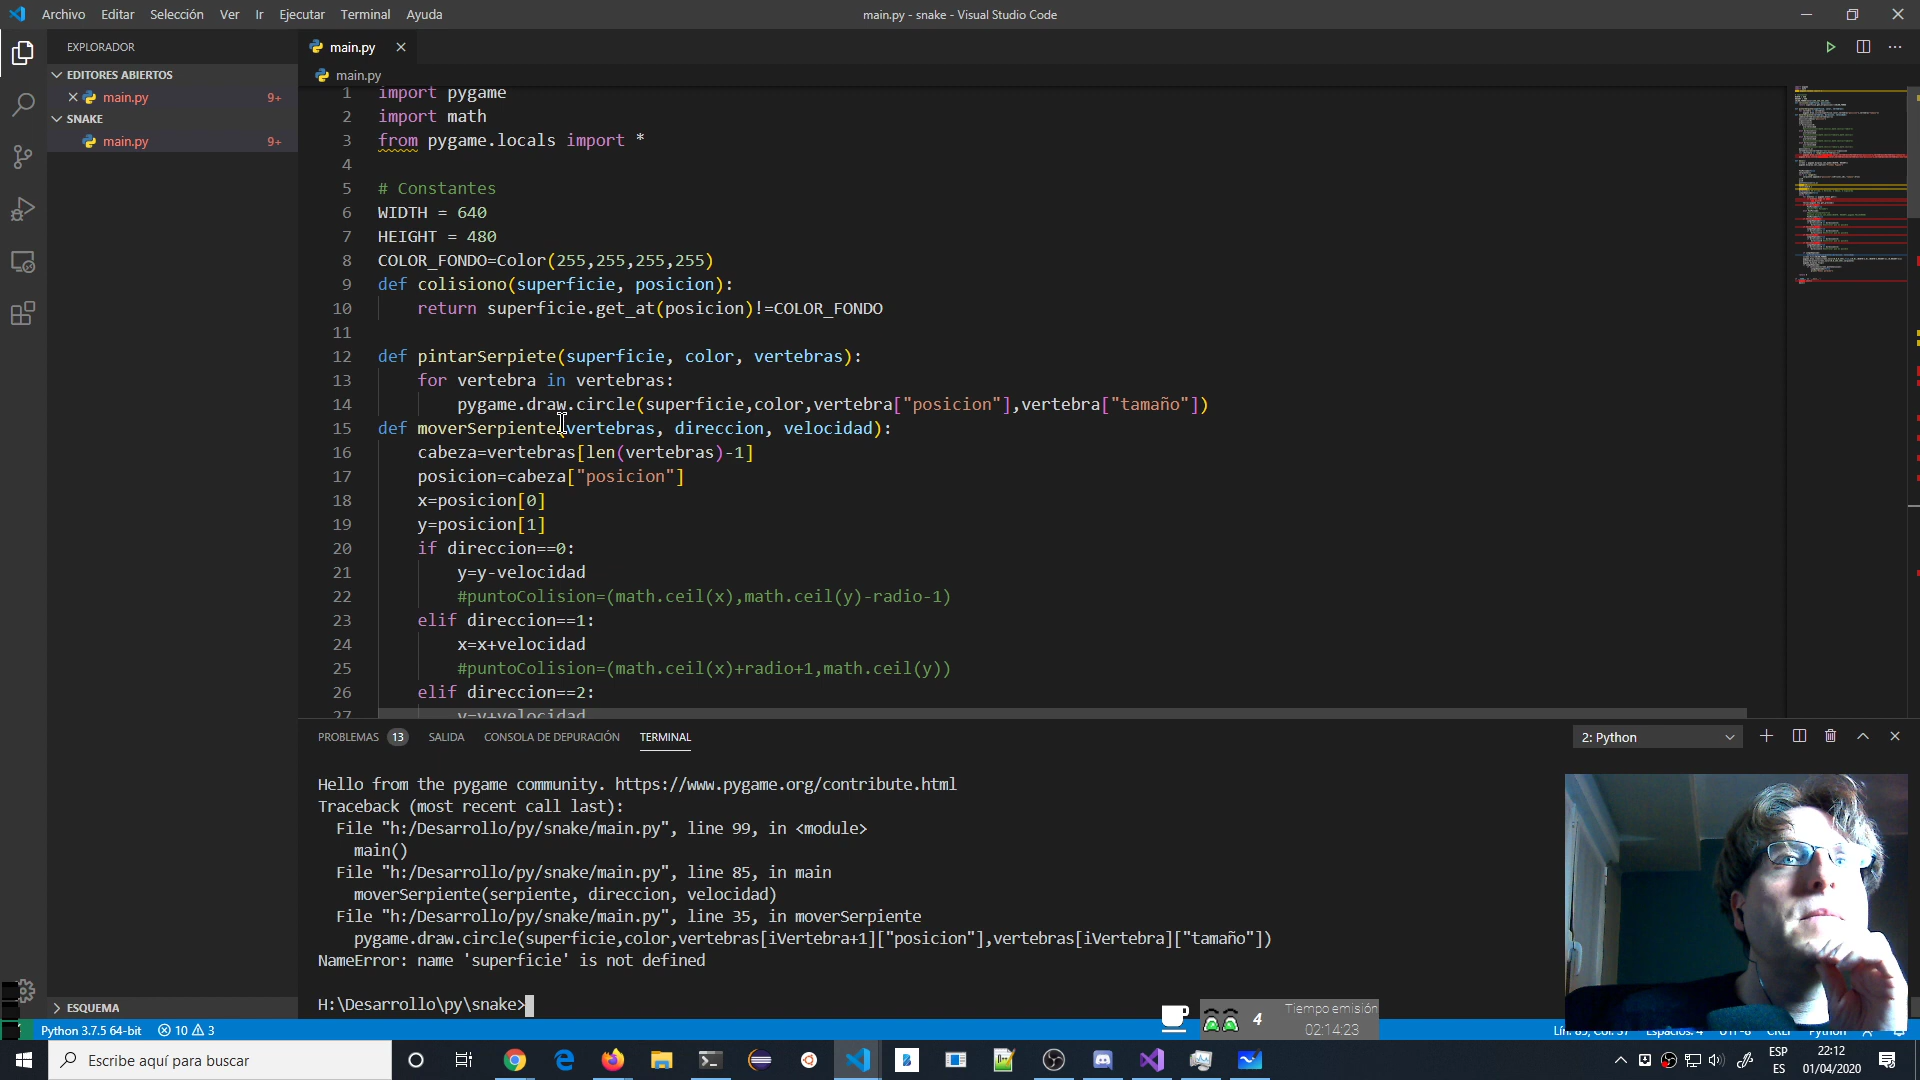 Archivo Editar Selección Ver Ir Ejecutar Terminal Ayuda
main.py - snake - Visual Studio Code
EXPLORADOR
EDITORES ABIERTOS
main.py 9+
SNAKE
main.py 9+
main.py
main.py
1 import pygame
2 import math
3 from pygame.locals import *
4
5 # Constantes
6 WIDTH = 640
7 HEIGHT = 480
8 COLOR_FONDO=Color(255,255,255,255)
9 def colisiono(superficie, posicion):
10 return superficie.get_at(posicion)!=COLOR_FONDO
11
12 def pintarSerpiete(superficie, color, vertebras):
13 for vertebra in vertebras:
14 pygame.draw.circle(superficie,color,vertebra["posicion"],vertebra["tamaño"])
15 def moverSerpiente(vertebras, direccion, velocidad):
16 cabeza=vertebras[len(vertebras)-1]
17 posicion=cabeza["posicion"]
18 x=posicion[0]
19 y=posicion[1]
20 if direccion==0:
21 y=y-velocidad
22 #puntoColision=(math.ceil(x),math.ceil(y)-radio-1)
23 elif direccion==1:
24 x=x+velocidad
25 #puntoColision=(math.ceil(x)+radio+1,math.ceil(y))
26 elif direccion==2:
27 y=y+velocidad
PROBLEMAS 13 SALIDA CONSOLA DE DEPURACIÓN TERMINAL
2: Python
Hello from the pygame community. https://www.pygame.org/contribute.html
Traceback (most recent call last):
File "h:/Desarrollo/py/snake/main.py", line 99, in <module>
main()
File "h:/Desarrollo/py/snake/main.py", line 85, in main
moverSerpiente(serpiente, direccion, velocidad)
File "h:/Desarrollo/py/snake/main.py", line 35, in moverSerpiente
pygame.draw.circle(superficie,color,vertebras[iVertebra+1]["posicion"],vertebras[iVertebra]["tamaño"])
NameError: name 'superficie' is not defined
H:\Desarrollo\py\snake>
ESQUEMA
4 Tiempo emisión
02:14:23
Python 3.7.5 64-bit 10 3
Escribe aquí para buscar
ESP
ES
22:12
01/04/2020